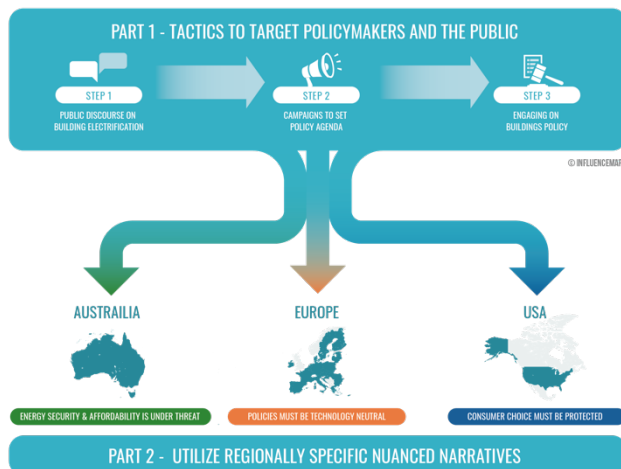 PART 1 - TACTICS TO TARGET POLICYMAKERS AND THE PUBLIC
STEP 1
STEP 2
STEP 3
PUBLIC DISCOURSE ON
BUILDING ELECTRIFICATION
CAMPAIGNS TO SET
POLICY AGENDA
ENGAGING ON
BUILDINGS POLICY
© INFLUENCEMAP
AUSTRAILIA
EUROPE
USA
ENERGY SECURITY & AFFORDABILITY IS UNDER THREAT
POLICIES MUST BE TECHNOLOGY NEUTRAL
CONSUMER CHOICE MUST BE PROTECTED
PART 2 - UTILIZE REGIONALLY SPECIFIC NUANCED NARRATIVES